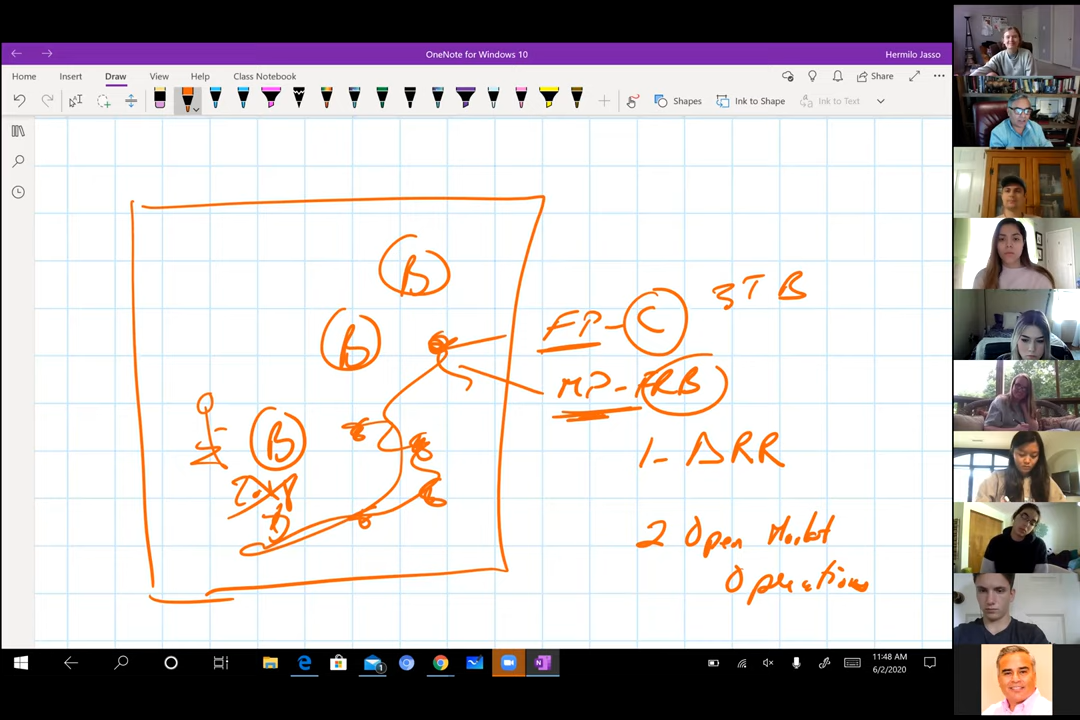 OneNote for Windows 10
Hermilo Jasso
Home Insert Draw View Help Class Notebook
Share
Shapes Ink to Shape Ink to Text
B
3 T B
FP - C
B
MP - FRB
B
1 - Δ RR
2 Open Market
Operations
11:48 AM
6/2/2020